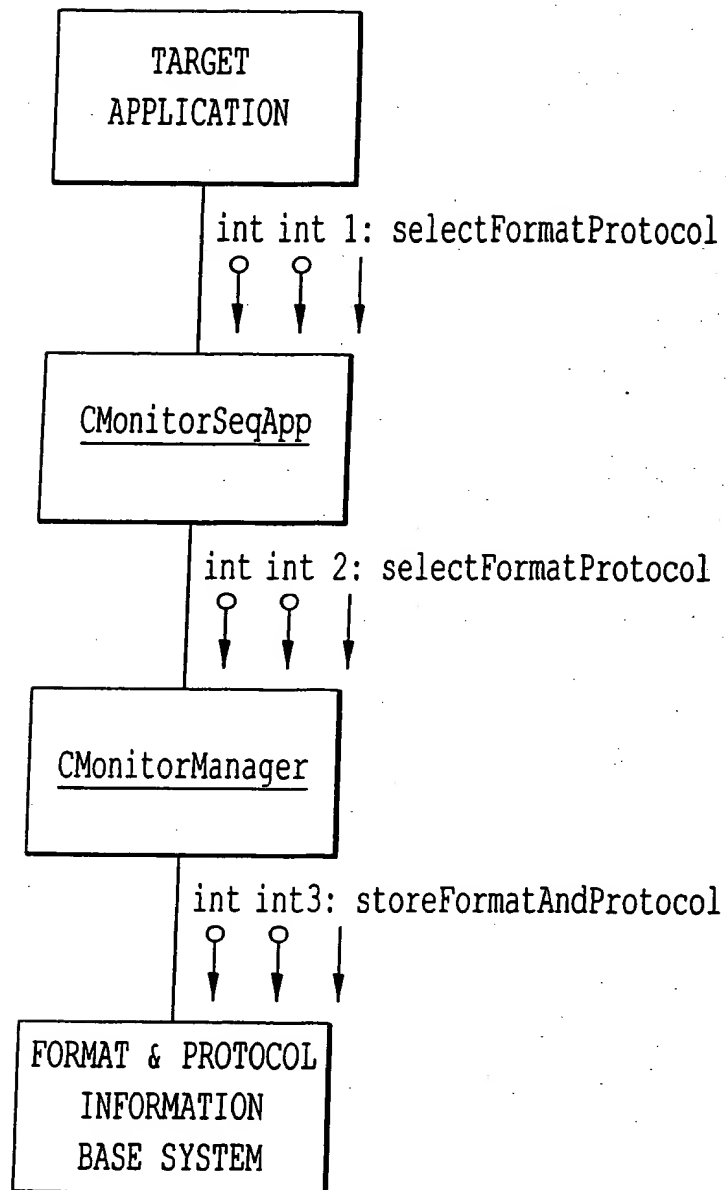 TARGET
APPLICATION
int int 1: selectFormatProtocol
CMonitorSeqApp
int int 2: selectFormatProtocol
CMonitorManager
int int3: storeFormatAndProtocol
FORMAT & PROTOCOL
INFORMATION
BASE SYSTEM